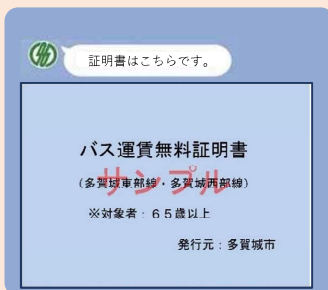 証明書はこちらです。
バス運賃無料証明書
(多賀城東部線・多賀城西部線)
サンプル
※対象者:65歳以上
発行元:多賀城市